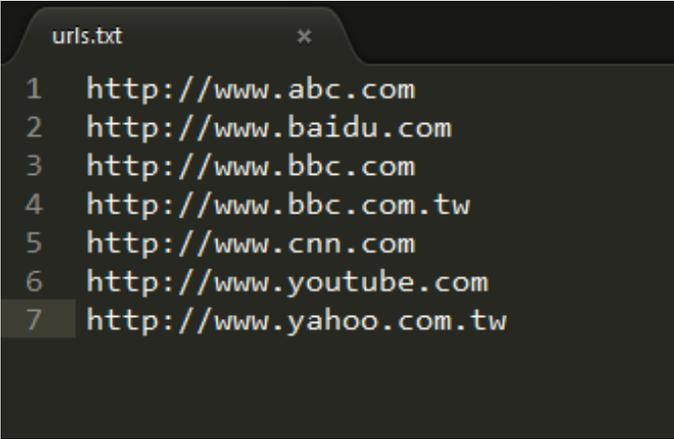 urls.txt ×
1 http://www.abc.com
2 http://www.baidu.com
3 http://www.bbc.com
4 http://www.bbc.com.tw
5 http://www.cnn.com
6 http://www.youtube.com
7 http://www.yahoo.com.tw